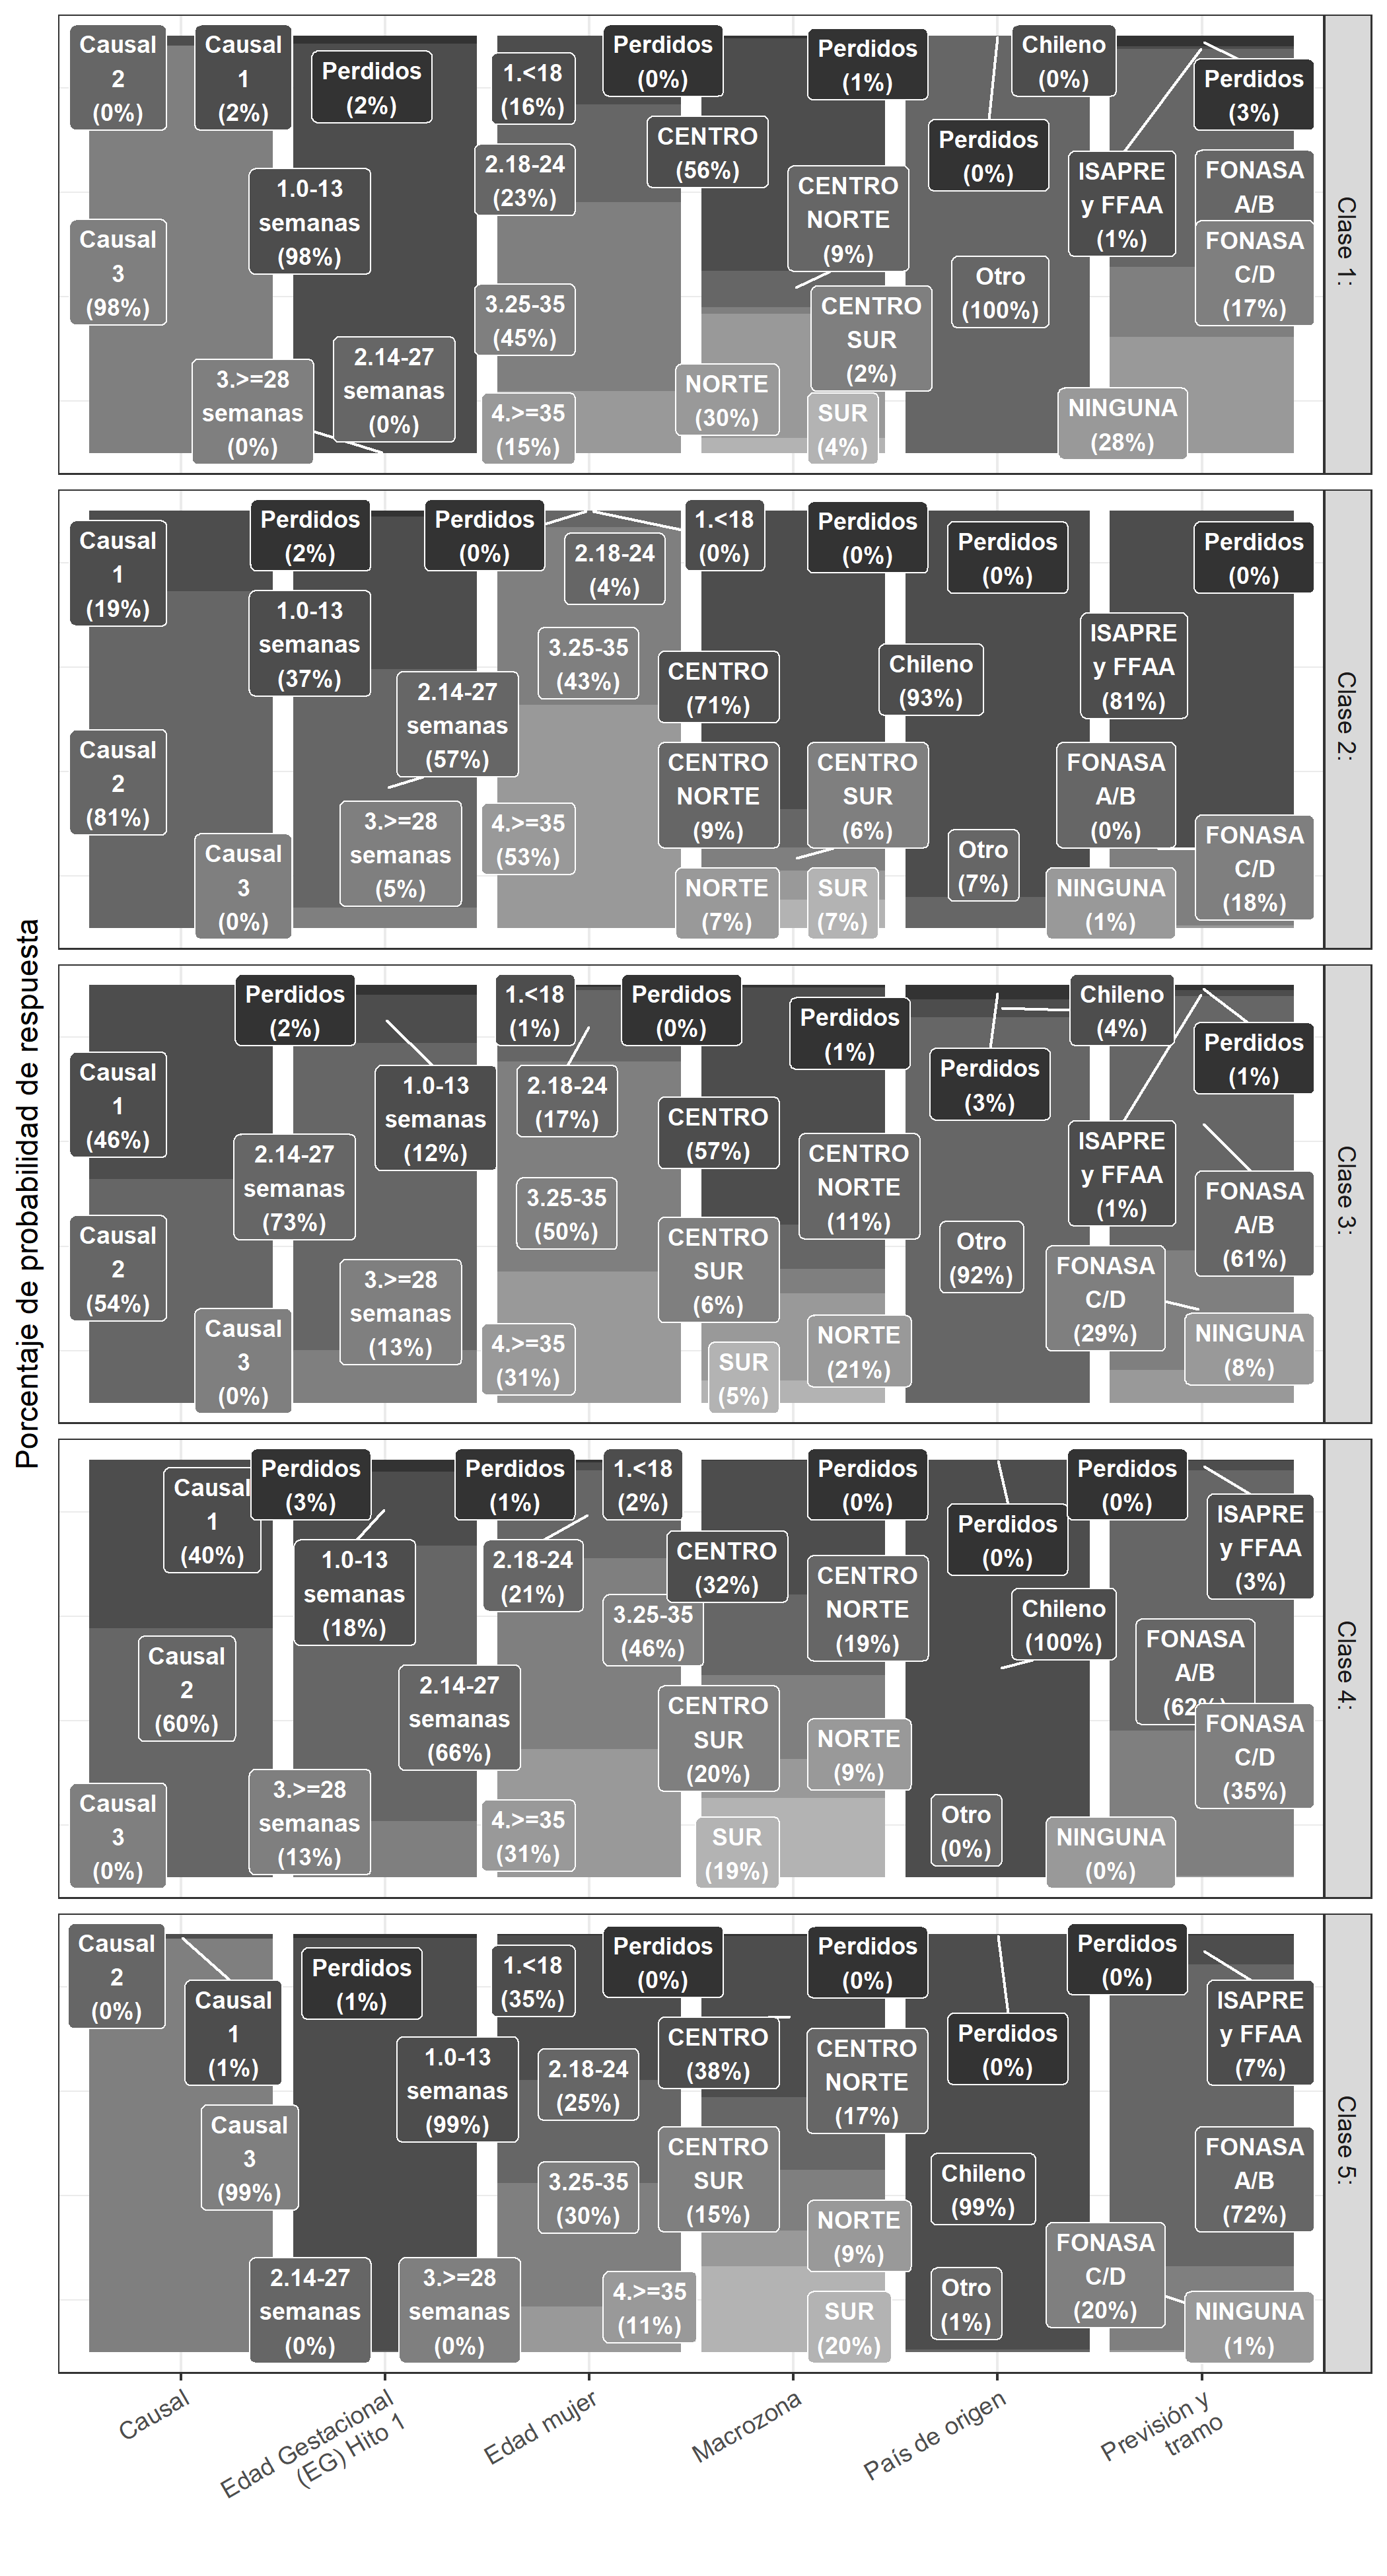 Porcentaje de probabilidad de respuesta
Causal
2
(0%)
Causal
1
(2%)
Causal
3
(98%)
Perdidos
(2%)
1.0-13
semanas
(98%)
2.14-27
semanas
(0%)
3.>=28
semanas
(0%)
1.<18
(16%)
2.18-24
(23%)
3.25-35
(45%)
4.>=35
(15%)
Perdidos
(0%)
CENTRO
(56%)
Perdidos
(1%)
CENTRO
NORTE
(9%)
CENTRO
SUR
(2%)
NORTE
(30%)
SUR
(4%)
Chileno
(0%)
Perdidos
(0%)
Otro
(100%)
Perdidos
(3%)
ISAPRE
y FFAA
(1%)
FONASA
A/B
FONASA
C/D
(17%)
NINGUNA
(28%)
Clase 1:
Causal
1
(19%)
Causal
2
(81%)
Causal
3
(0%)
Perdidos
(2%)
1.0-13
semanas
(37%)
2.14-27
semanas
(57%)
3.>=28
semanas
(5%)
Perdidos
(0%)
1.<18
(0%)
2.18-24
(4%)
3.25-35
(43%)
4.>=35
(53%)
Perdidos
(0%)
CENTRO
(71%)
CENTRO
NORTE
(9%)
CENTRO
SUR
(6%)
NORTE
(7%)
SUR
(7%)
Perdidos
(0%)
Chileno
(93%)
Otro
(7%)
Perdidos
(0%)
ISAPRE
y FFAA
(81%)
FONASA
A/B
(0%)
FONASA
C/D
(18%)
NINGUNA
(1%)
Clase 2:
Causal
1
(46%)
Causal
2
(54%)
Causal
3
(0%)
Perdidos
(2%)
1.0-13
semanas
(12%)
2.14-27
semanas
(73%)
3.>=28
semanas
(13%)
1.<18
(1%)
Perdidos
(0%)
2.18-24
(17%)
3.25-35
(50%)
4.>=35
(31%)
Perdidos
(1%)
CENTRO
(57%)
CENTRO
NORTE
(11%)
CENTRO
SUR
(6%)
NORTE
(21%)
SUR
(5%)
Chileno
(4%)
Perdidos
(3%)
Otro
(92%)
Perdidos
(1%)
ISAPRE
y FFAA
(1%)
FONASA
A/B
(61%)
FONASA
C/D
(29%)
NINGUNA
(8%)
Clase 3:
Causal
1
(40%)
Causal
2
(60%)
Causal
3
(0%)
Perdidos
(3%)
1.0-13
semanas
(18%)
2.14-27
semanas
(66%)
3.>=28
semanas
(13%)
Perdidos
(1%)
1.<18
(2%)
2.18-24
(21%)
3.25-35
(46%)
4.>=35
(31%)
Perdidos
(0%)
CENTRO
(32%)
CENTRO
NORTE
(19%)
CENTRO
SUR
(20%)
NORTE
(9%)
SUR
(19%)
Perdidos
(0%)
Chileno
(100%)
Otro
(0%)
Perdidos
(0%)
ISAPRE
y FFAA
(3%)
FONASA
A/B
(62%)
FONASA
C/D
(35%)
NINGUNA
(0%)
Clase 4:
Causal
2
(0%)
Causal
1
(1%)
Causal
3
(99%)
Perdidos
(1%)
1.0-13
semanas
(99%)
2.14-27
semanas
(0%)
3.>=28
semanas
(0%)
1.<18
(35%)
Perdidos
(0%)
2.18-24
(25%)
3.25-35
(30%)
4.>=35
(11%)
Perdidos
(0%)
CENTRO
(38%)
CENTRO
NORTE
(17%)
CENTRO
SUR
(15%)
NORTE
(9%)
SUR
(20%)
Perdidos
(0%)
Chileno
(99%)
Otro
(1%)
Perdidos
(0%)
ISAPRE
y FFAA
(7%)
FONASA
A/B
(72%)
FONASA
C/D
(20%)
NINGUNA
(1%)
Clase 5:
Causal
Edad Gestacional
(EG) Hito 1
Edad mujer
Macrozona
País de origen
Previsión y
tramo